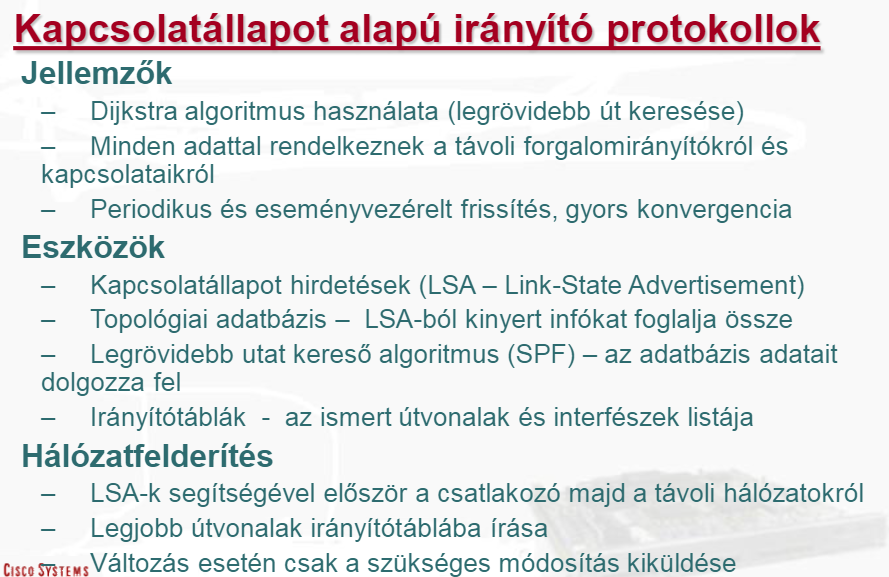 Kapcsolatállapot alapú irányító protokollok
Jellemzők
– Dijkstra algoritmus használata (legrövidebb út keresése)
– Minden adattal rendelkeznek a távoli forgalomirányítókról és
kapcsolataikról
– Periodikus és eseményvezérelt frissítés, gyors konvergencia
Eszközök
– Kapcsolatállapot hirdetések (LSA – Link-State Advertisement)
– Topológiai adatbázis – LSA-ból kinyert infókat foglalja össze
– Legrövidebb utat kereső algoritmus (SPF) – az adatbázis adatait
dolgozza fel
– Irányítótáblák - az ismert útvonalak és interfészek listája
Hálózatfelderítés
– LSA-k segítségével először a csatlakozó majd a távoli hálózatokról
– Legjobb útvonalak irányítótáblába írása
– Változás esetén csak a szükséges módosítás kiküldése
CISCO SYSTEMS